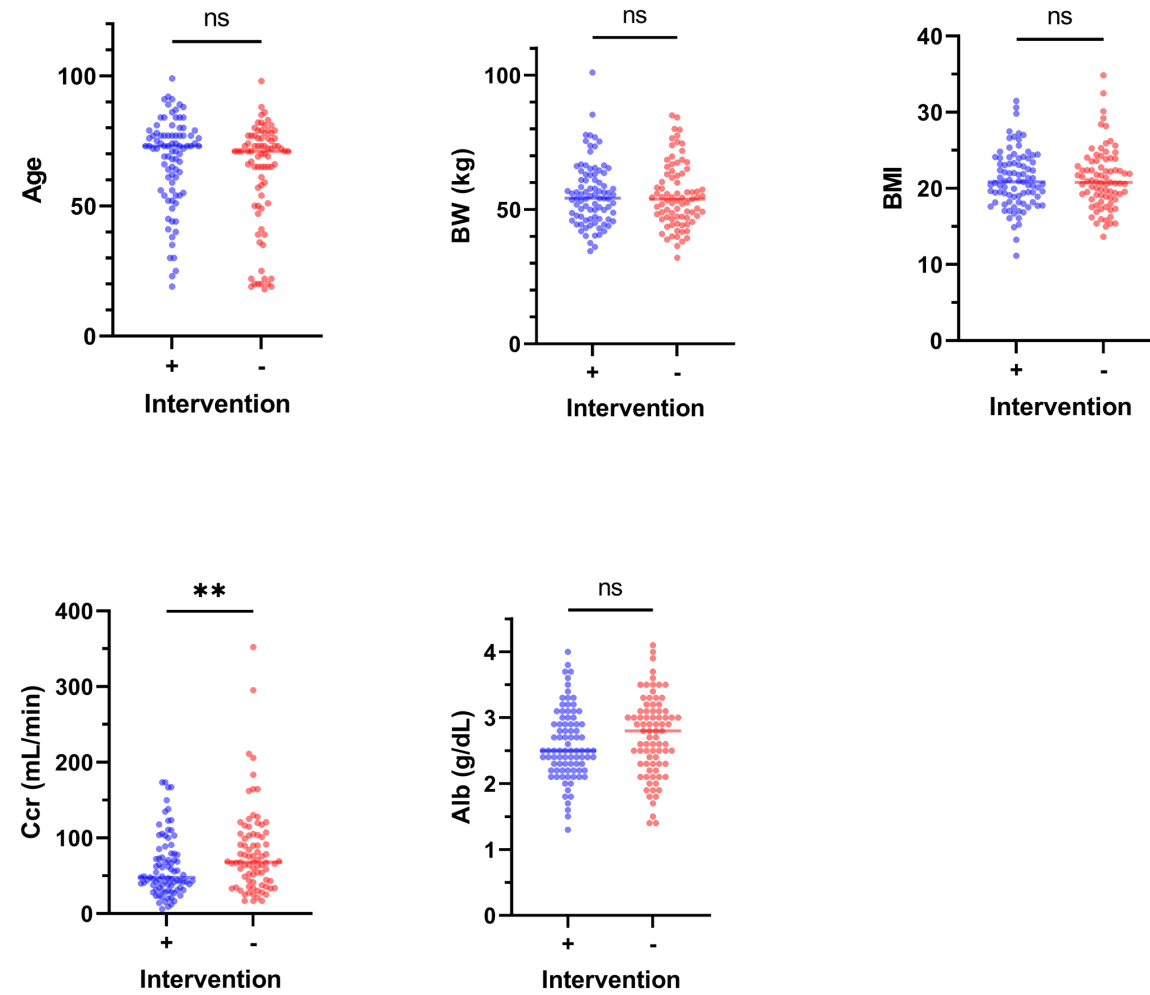 ns
Age
100
50
0
+
-
Intervention
ns
BW (kg)
100
50
0
+
-
Intervention
ns
BMI
40
30
20
10
0
+
-
Intervention
**
Ccr (mL/min)
400
300
200
100
0
+
-
Intervention
ns
Alb (g/dL)
4
3
2
1
0
+
-
Intervention